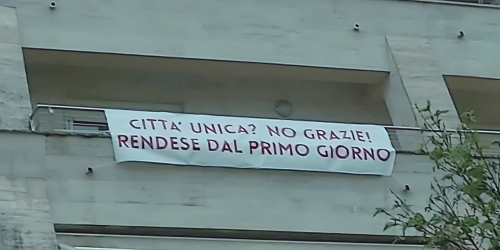 CITTA' UNICA? NO GRAZIE!
RENDESE DAL PRIMO GIORNO